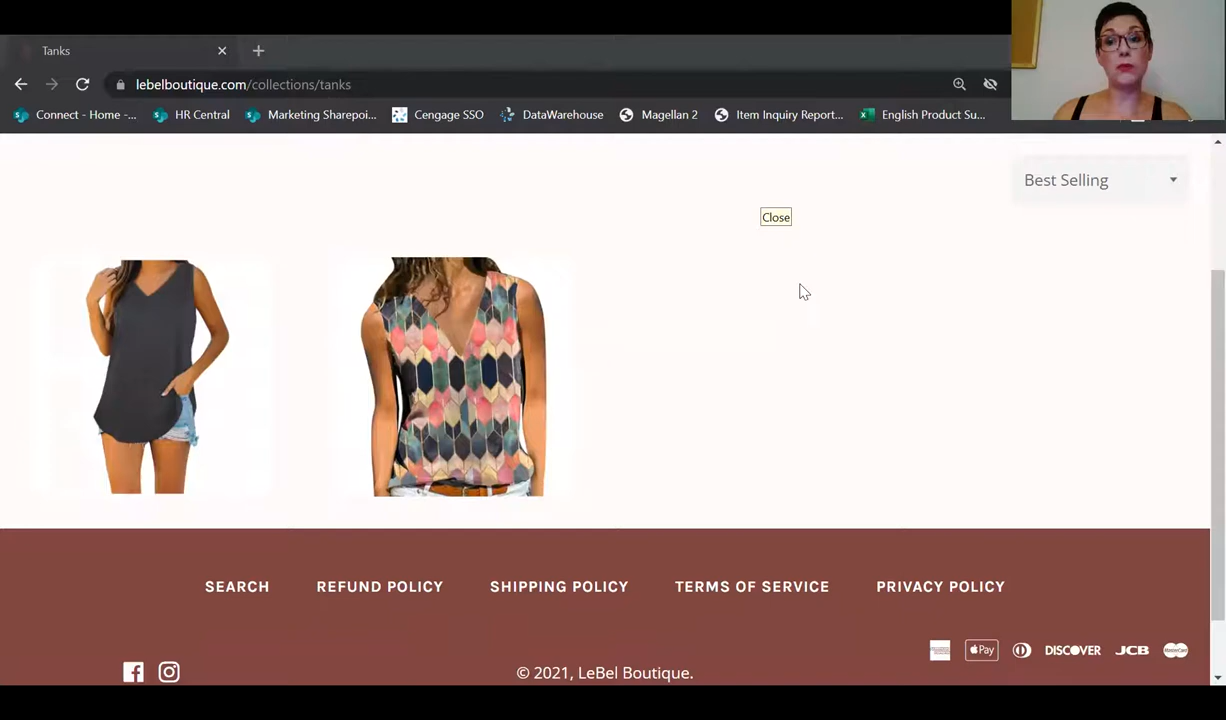 Tanks
lebelboutique.com/collections/tanks
Connect - Home -... HR Central Marketing Sharepoi... Cengage SSO DataWarehouse Magellan 2 Item Inquiry Report... English Product Su...
Best Selling
Close
SEARCH REFUND POLICY SHIPPING POLICY TERMS OF SERVICE PRIVACY POLICY
Pay DISCOVER JCB
© 2021, LeBel Boutique.